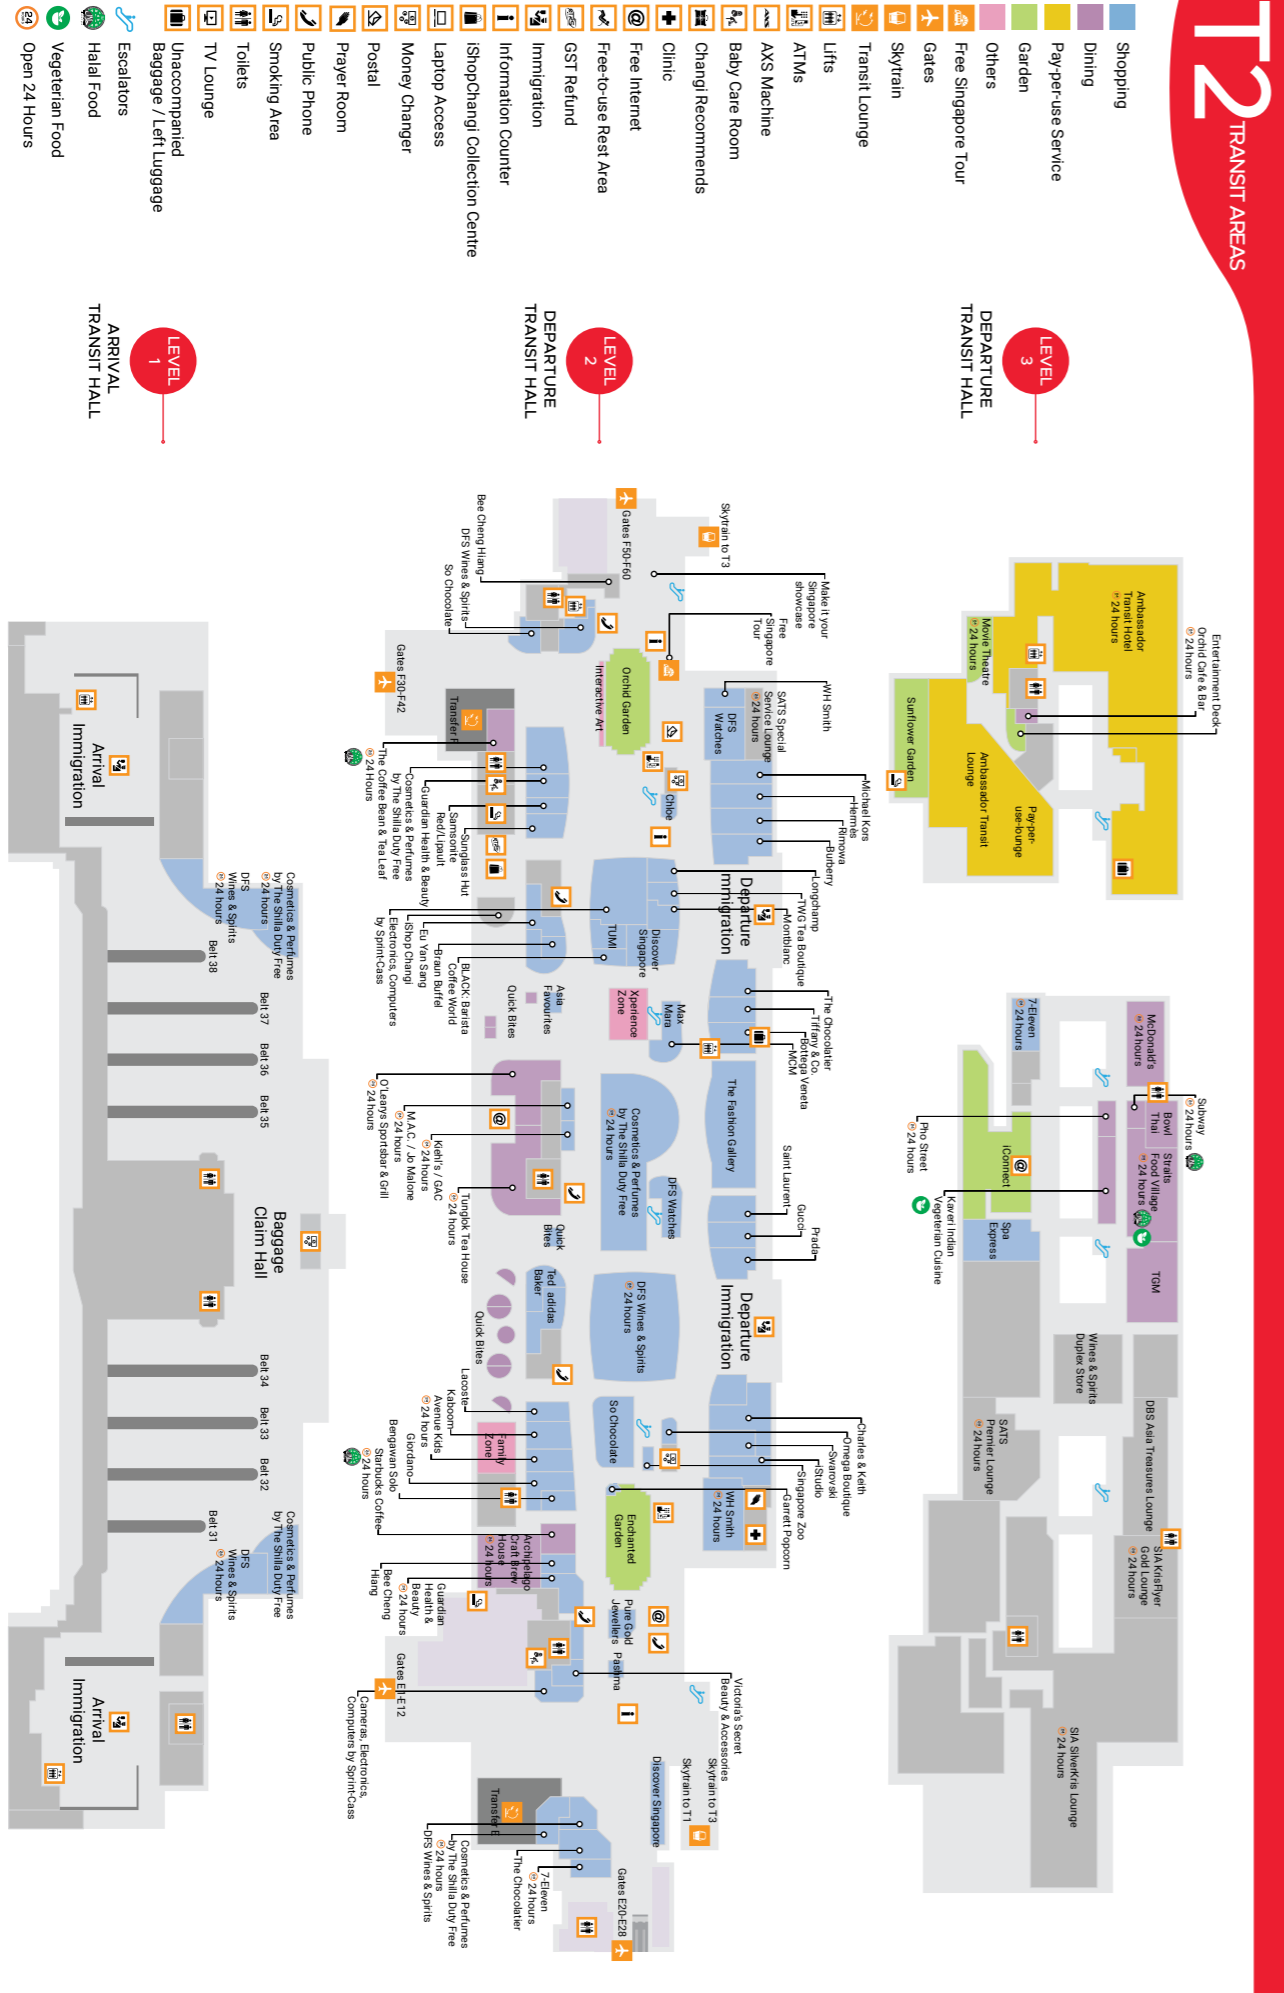 T2 TRANSIT AREAS
Shopping
Dining
Pay-per-use Service
Garden
Others
Free Singapore Tour
Gates
Skytrain
Transit Lounge
Lifts
ATMs
AXS Machine
Baby Care Room
Changi Recommends
Clinic
Free Internet
Free-to-use Rest Area
GST Refund
Immigration
Information Counter
iShopChangi Collection Centre
Laptop Access
Money Changer
Postal
Prayer Room
Public Phone
Smoking Area
Toilets
TV Lounge
Unaccompanied
Baggage / Left Luggage
Escalators
Halal Food
Vegeterian Food
Open 24 Hours
LEVEL
3
DEPARTURE
TRANSIT HALL
Entertainment Deck
Orchid Cafe & Bar
24 hours
Ambassador
Transit Hotel
24 hours
Movie Theatre
24 hours
Sunflower Garden
Ambassador Transit
Lounge
Pay-per-
use-lounge
Subway
24 hours
McDonald's
24 hours
Bowl
Thai
Straits
Food Village
24 hours
TGM
7-Eleven
24 hours
iConnect
Pho Street
24 hours
Kaveri Indian
Vegeterian Cuisine
Spa
Express
Wines & Spirits
Duplex Store
DBS Asia Treasures Lounge
SATS
Premier Lounge
24 hours
SIA KrisFlyer
Gold Lounge
24 hours
SIA SilverKris Lounge
24 hours
LEVEL
2
DEPARTURE
TRANSIT HALL
Skytrain to T3
Gates F50-F60
Make it your
Singapore
showcase
Free
Singapore
Tour
WH Smith
SATS Special
Service Lounge
24 hours
DFS
Watches
Michael Kors
Hermès
Rimowa
Burberry
Longchamp
TWG Tea Boutique
Montblanc
Departure
Immigration
The Chocolatier
Tiffany & Co.
Bottega Veneta
MCM
The Fashion Gallery
Saint Laurent
Gucci
Prada
Departure
Immigration
Charles & Keith
Omega Boutique
Swarovski
iStudio
Singapore Zoo
Garrett Popcorn
WH Smith
24 hours
Bee Cheng Hiang
DFS Wines & Spirits
So Chocolate
Orchid Garden
Interactive Art
Chloe
TUMI
Discover
Singapore
Xperience
Zone
Max
Mara
Cosmetics & Perfumes
by The Shilla Duty Free
24 hours
DFS Watches
DFS Wines & Spirits
24 hours
So Chocolate
Enchanted
Garden
Pure Gold
Jewellers
Pashma
Victoria's Secret
Beauty & Accessories
Discover Singapore
Skytrain to T1
Skytrain to T3
Gates E20-E28
Gates F30-F42
Transfer F
The Coffee Bean & Tea Leaf
24 Hours
Cosmetics & Perfumes
by The Shilla Duty Free
Guardian Health & Beauty
Samsonite
Red/Lipault
Sunglass Hut
Electronics, Computers
by Sprint-Cass
iShop Changi
Eu Yan Sang
Braun Buffel
BLACK: Barista
Coffee World
Quick Bites
Asia
Favourites
O'Learys Sportsbar & Grill
24 hours
M.A.C. / Jo Malone
24 hours
Kiehl's / GAC
24 hours
Tunglok Tea House
24 hours
Quick
Bites
Ted
Baker
adidas
Quick Bites
Lacoste
Kaboom
Avenue Kids
24 hours
Giordano
Bengawan Solo
Starbucks Coffee
24 hours
Family
Zone
Archipelago
Craft Brew
House
24 hours
Bee Cheng
Hiang
Guardian
Health &
Beauty
24 hours
Gates E1-E12
Cameras, Electronics,
Computers by Sprint-Cass
Transfer E
DFS Wines & Spirits
Cosmetics & Perfumes
by The Shilla Duty Free
24 hours
The Chocolatier
7-Eleven
24 hours
LEVEL
1
ARRIVAL
TRANSIT HALL
Arrival
Immigration
Cosmetics & Perfumes
by The Shilla Duty Free
24 hours
DFS
Wines & Spirits
24 hours
Belt 38
Belt 37
Belt 36
Belt 35
Baggage
Claim Hall
Belt 34
Belt 33
Belt 32
Belt 31
Cosmetics & Perfumes
by The Shilla Duty Free
DFS
Wines & Spirits
24 hours
Arrival
Immigration